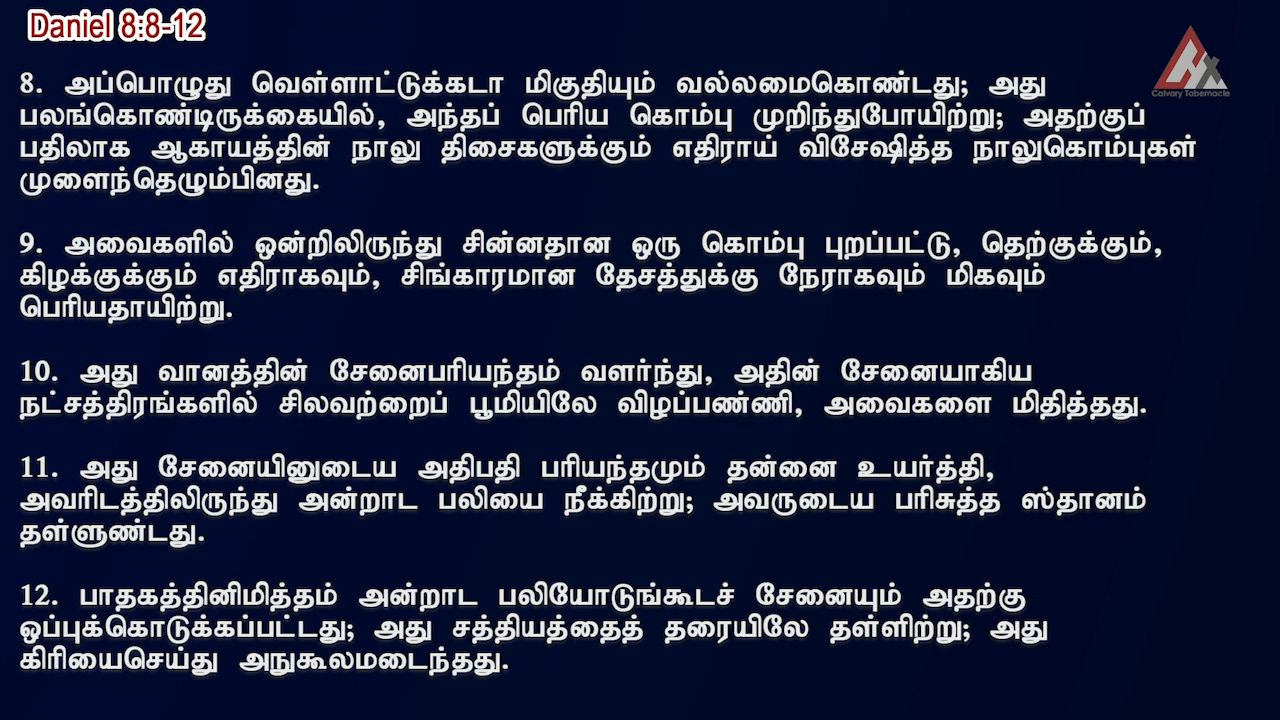 Daniel 8:8-12
Calvary Tabernacle
8. அப்பொழுது வெள்ளாட்டுக்கடா மிகுதியும் வல்லமைகொண்டது; அது
பலங்கொண்டிருக்கையில், அந்தப் பெரிய கொம்பு முறிந்துபோயிற்று; அதற்குப்
பதிலாக ஆகாயத்தின் நாலு திசைகளுக்கும் எதிராய் விசேஷித்த நாலுகொம்புகள்
முளைந்தெழும்பினது.
9. அவைகளில் ஒன்றிலிருந்து சின்னதான ஒரு கொம்பு புறப்பட்டு, தெற்குக்கும்,
கிழக்குக்கும் எதிராகவும், சிங்காரமான தேசத்துக்கு நேராகவும் மிகவும்
பெரியதாயிற்று.
10. அது வானத்தின் சேனைபரியந்தம் வளர்ந்து, அதின் சேனையாகிய
நட்சத்திரங்களில் சிலவற்றைப் பூமியிலே விழப்பண்ணி, அவைகளை மிதித்தது.
11. அது சேனையினுடைய அதிபதி பரியந்தமும் தன்னை உயர்த்தி,
அவரிடத்திலிருந்து அன்றாட பலியை நீக்கிற்று; அவருடைய பரிசுத்த ஸ்தானம்
தள்ளுண்டது.
12. பாதகத்தினிமித்தம் அன்றாட பலியோடுங்கூடச் சேனையும் அதற்கு
ஒப்புக்கொடுக்கப்பட்டது; அது சத்தியத்தைத் தரையிலே தள்ளிற்று; அது
கிரியைசெய்து அநுகூலமடைந்தது.